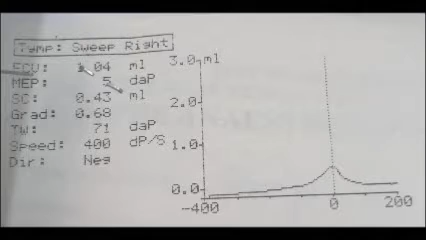 Tymp: Sweep Right
ECV: 1.04 ml
MEP: 5 daP
SC: 0.43 ml
Grad: 0.68
TW: 71 daP
Speed: 400 dP/S
Dir: Neg
3.0 ml
2.0
1.0
0.0
-400 0 200